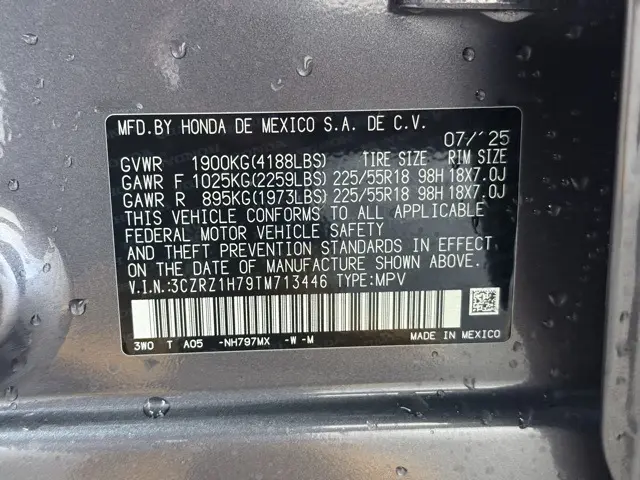 MFD.BY HONDA DE MEXICO S.A. DE C.V.
07/'25
GVWR 1900KG(4188LBS) TIRE SIZE RIM SIZE
GAWR F 1025KG(2259LBS) 225/55R18 98H 18X7.0J
GAWR R 895KG(1973LBS) 225/55R18 98H 18X7.0J
THIS VEHICLE CONFORMS TO ALL APPLICABLE
FEDERAL MOTOR VEHICLE SAFETY
AND THEFT PREVENTION STANDARDS IN EFFECT
ON THE DATE OF MANUFACTURE SHOWN ABOVE.
V.I.N.:3CZRZ1H79TM713446 TYPE:MPV
3W0 T A05 -NH797MX -W -M MADE IN MEXICO